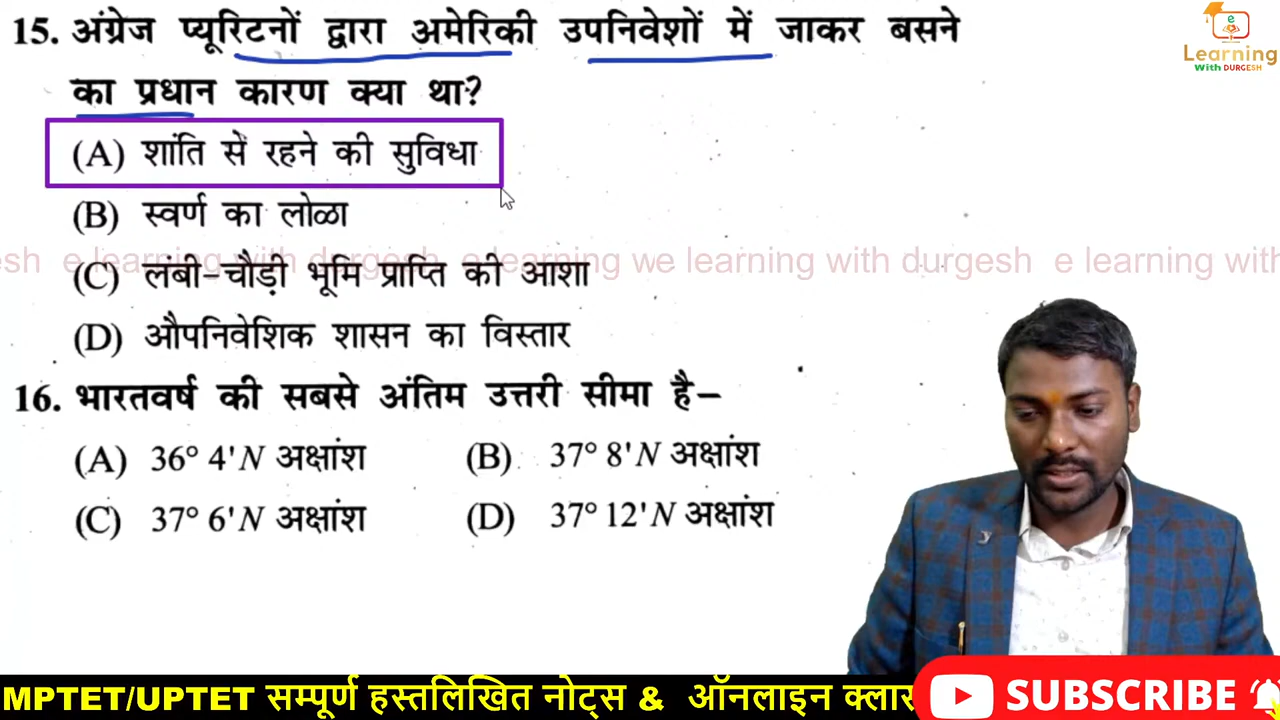 15. अंग्रेज प्यूरिटनों द्वारा अमेरिकी उपनिवेशों में जाकर बसने
का प्रधान कारण क्या था?
(A) शांति सें रहने की सुविधा
(B) स्वर्ण का लोळा
(C) लंबी-चौड़ी भूमि प्राप्ति की आशा
(D) औपनिवेशिक शासन का विस्तार
16. भारतवर्ष की सबसे अंतिम उत्तरी सीमा है–
(A) 36° 4' N अक्षांश (B) 37° 8' N अक्षांश
(C) 37° 6' N अक्षांश (D) 37° 12' N अक्षांश
e
Learning
With DURGESH
esh e learning with durgesh e learning we learning with durgesh e learning with
MPTET/UPTET सम्पूर्ण हस्तलिखित नोट्स & ऑनलाइन क्लास
SUBSCRIBE